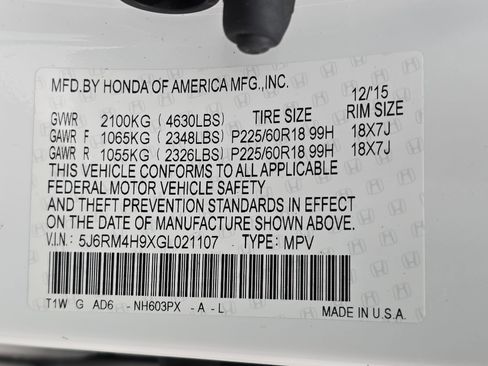 MFD.BY HONDA OF AMERICA MFG.,INC.
12/'15
GVWR 2100KG (4630LBS) TIRE SIZE RIM SIZE
GAWR F 1065KG (2348LBS) P225/60R18 99H 18X7J
GAWR R 1055KG (2326LBS) P225/60R18 99H 18X7J
THIS VEHICLE CONFORMS TO ALL APPLICABLE
FEDERAL MOTOR VEHICLE SAFETY
AND THEFT PREVENTION STANDARDS IN EFFECT
ON THE DATE OF MANUFACTURE SHOWN ABOVE.
V.I.N: 5J6RM4H9XGL021107 TYPE: MPV
T1W G AD6 -NH603PX -A -L MADE IN U.S.A.